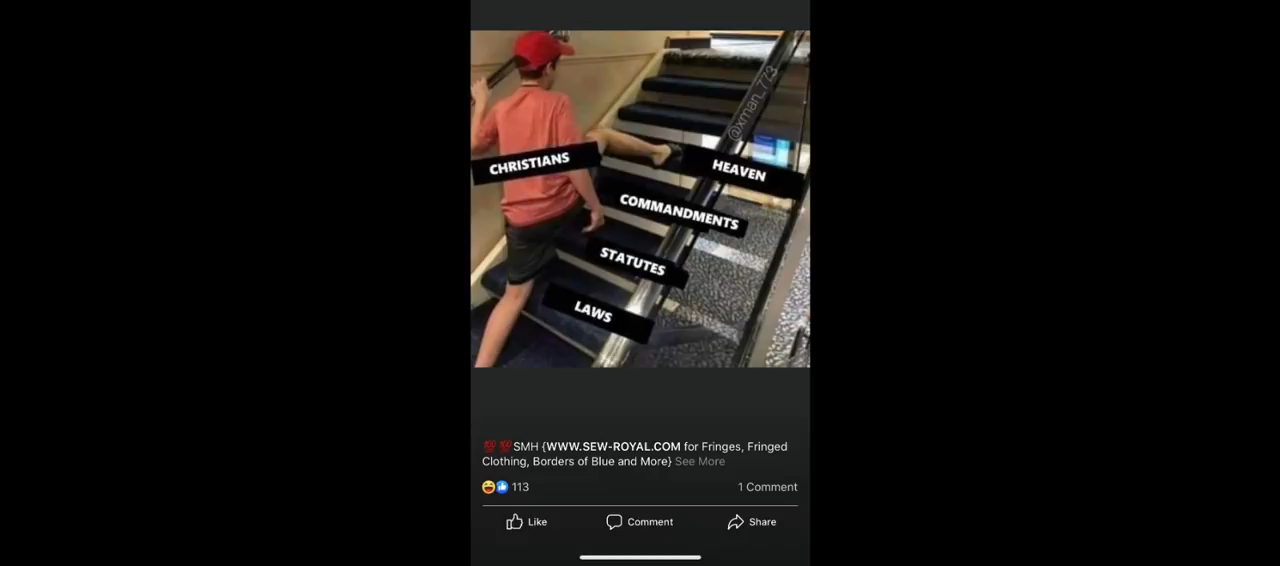 @xman_773
CHRISTIANS
HEAVEN
COMMANDMENTS
STATUTES
LAWS
💯 💯SMH {WWW.SEW-ROYAL.COM for Fringes, Fringed
Clothing, Borders of Blue and More} See More
113
1 Comment
Like
Comment
Share